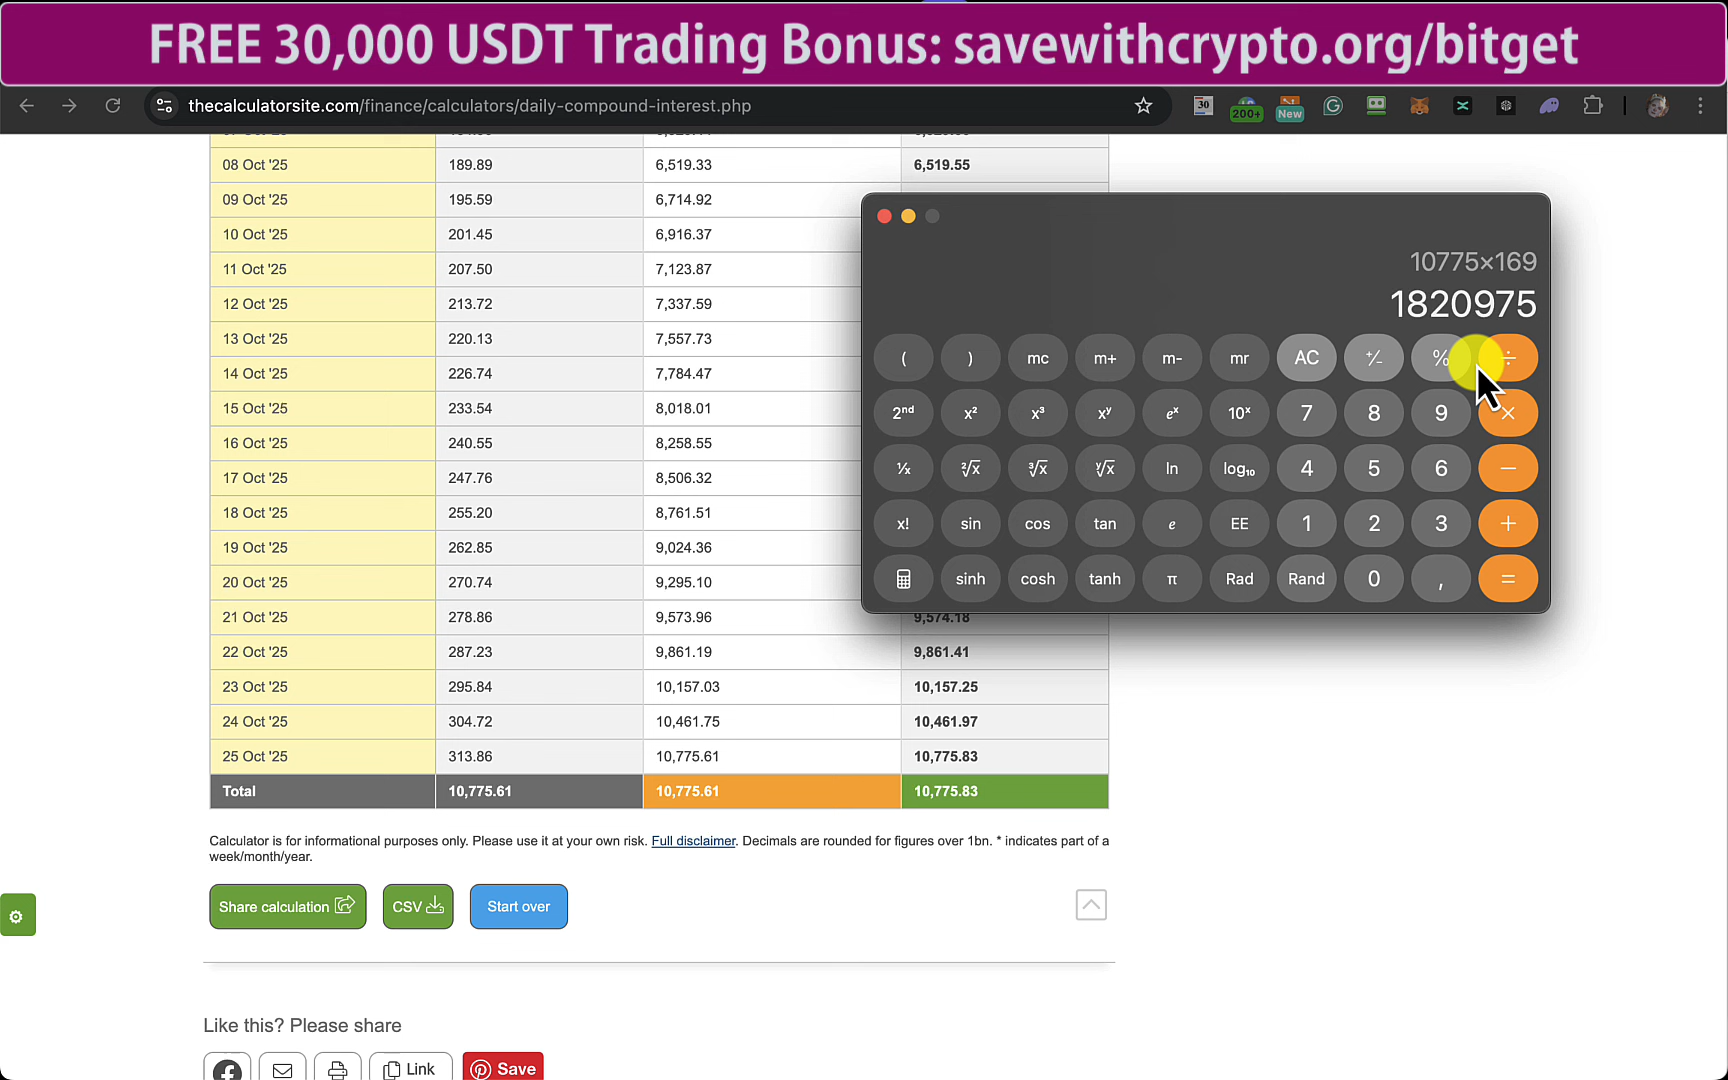 FREE 30,000 USDT Trading Bonus: savewithcrypto.org/bitget
thecalculatorsite.com/finance/calculators/daily-compound-interest.php
30
200+
New
08 Oct '25 189.89 6,519.33 6,519.55
09 Oct '25 195.59 6,714.92
10 Oct '25 201.45 6,916.37
11 Oct '25 207.50 7,123.87
12 Oct '25 213.72 7,337.59
13 Oct '25 220.13 7,557.73
14 Oct '25 226.74 7,784.47
15 Oct '25 233.54 8,018.01
16 Oct '25 240.55 8,258.55
17 Oct '25 247.76 8,506.32
18 Oct '25 255.20 8,761.51
19 Oct '25 262.85 9,024.36
20 Oct '25 270.74 9,295.10
21 Oct '25 278.86 9,573.96 9,574.18
22 Oct '25 287.23 9,861.19 9,861.41
23 Oct '25 295.84 10,157.03 10,157.25
24 Oct '25 304.72 10,461.75 10,461.97
25 Oct '25 313.86 10,775.61 10,775.83
Total 10,775.61 10,775.61 10,775.83
10775×169
1820975
( ) mc m+ m- mr AC +/- % ÷
2nd x² x³ xʸ eˣ 10ˣ 7 8 9 ×
¹/x ²√x ³√x ʸ√x ln log₁₀ 4 5 6 −
x! sin cos tan e EE 1 2 3 +
sinh cosh tanh π Rad Rand 0 , =
Calculator is for informational purposes only. Please use it at your own risk. Full disclaimer. Decimals are rounded for figures over 1bn. * indicates part of a
week/month/year.
Share calculation CSV Start over
Like this? Please share
Link Save